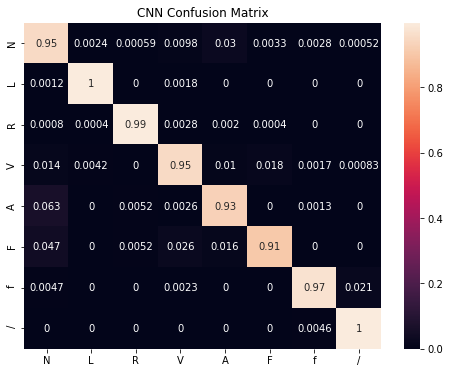 CNN Confusion Matrix
N 0.95 0.0024 0.00059 0.0098 0.03 0.0033 0.0028 0.00052
L 0.0012 1 0 0.0018 0 0 0 0
R 0.0008 0.0004 0.99 0.0028 0.002 0.0004 0 0
V 0.014 0.0042 0 0.95 0.01 0.018 0.0017 0.00083
A 0.063 0 0.0052 0.0026 0.93 0 0.0013 0
F 0.047 0 0.0052 0.026 0.016 0.91 0 0
f 0.0047 0 0 0.0023 0 0 0.97 0.021
/ 0 0 0 0 0 0 0.0046 1
N L R V A F f /
0.8
0.6
0.4
0.2
0.0